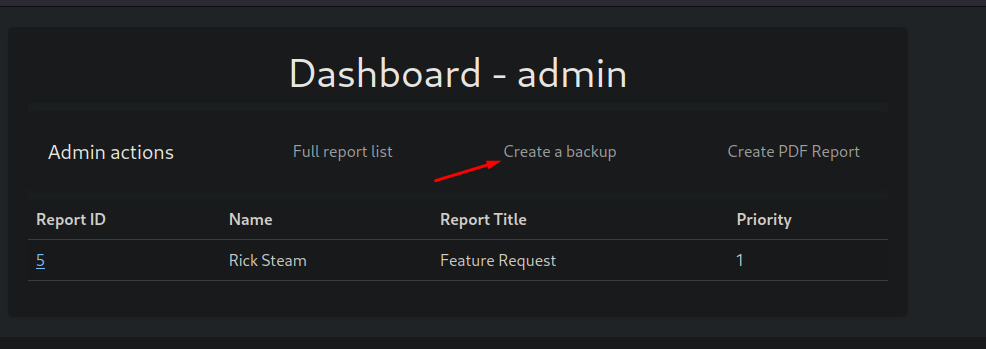 Dashboard - admin
Admin actions Full report list Create a backup Create PDF Report
Report ID Name Report Title Priority
5 Rick Steam Feature Request 1